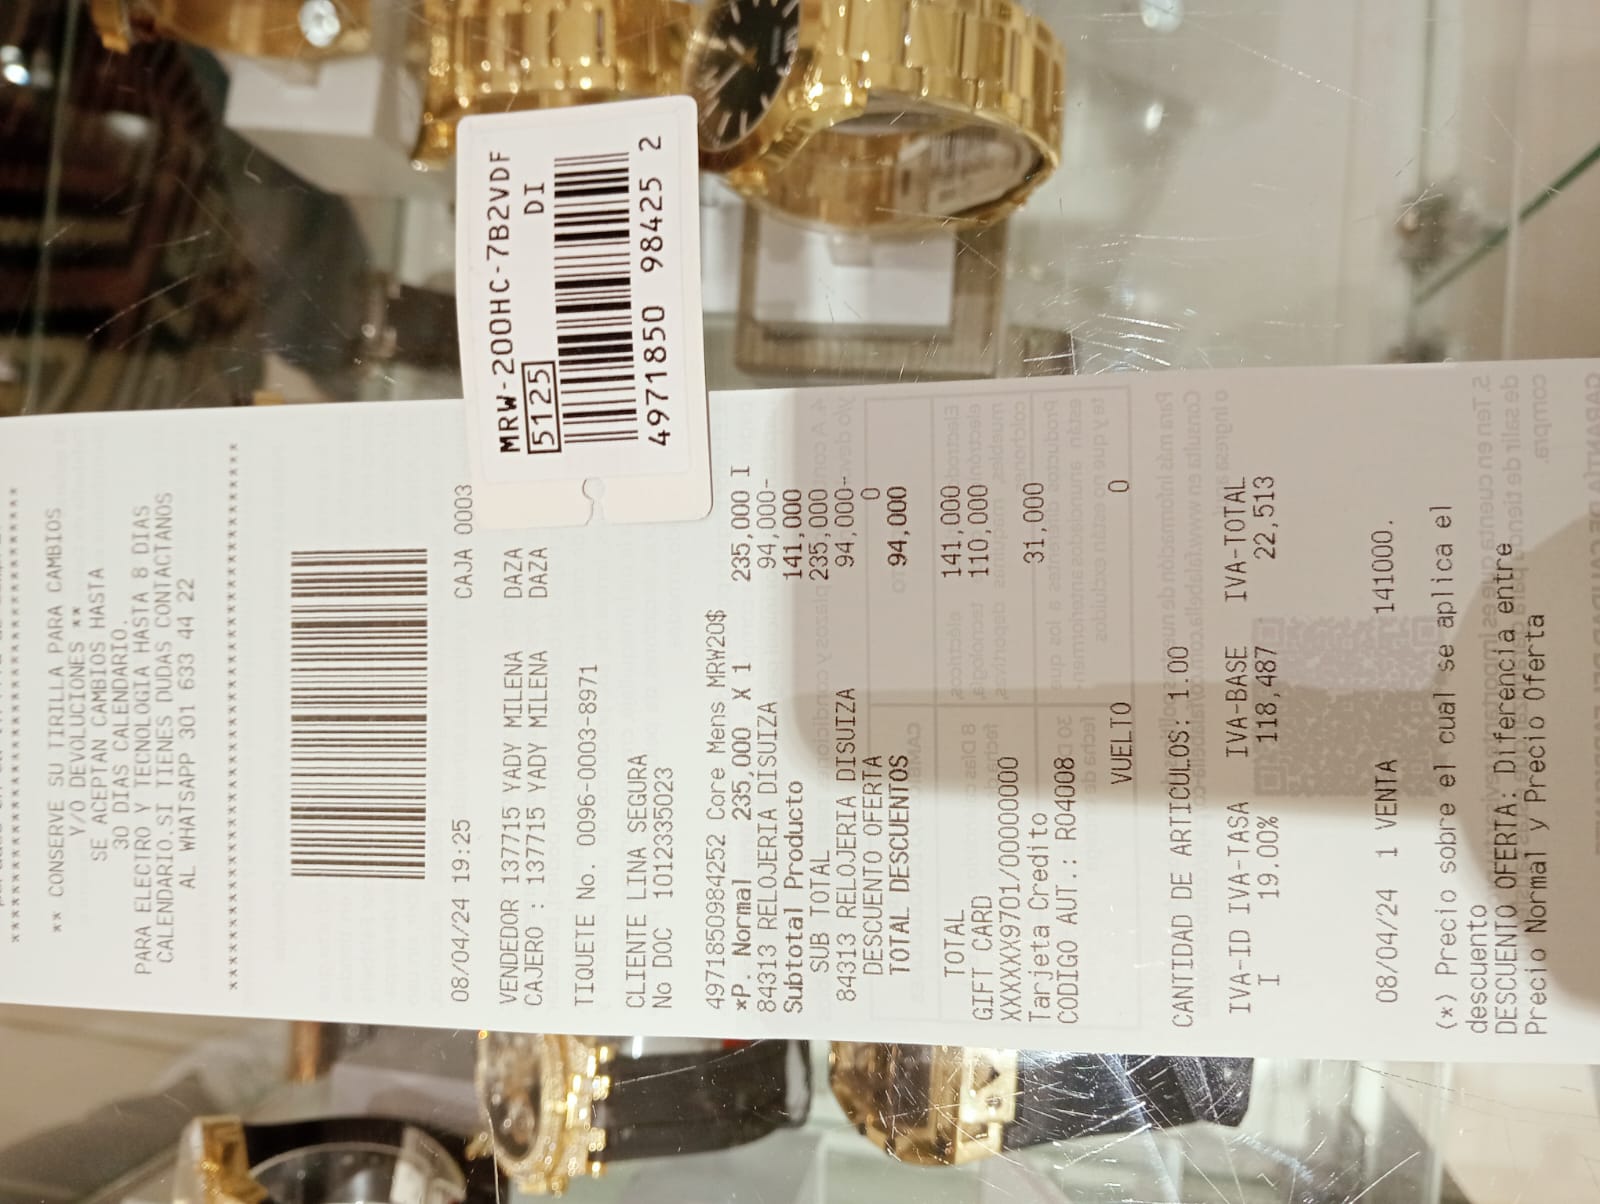 ** CONSERVE SU TIRILLA PARA CAMBIOS
Y/O DEVOLUCIONES **
SE ACEPTAN CAMBIOS HASTA
30 DIAS CALENDARIO.
PARA ELECTRO Y TECNOLOGIA HASTA 8 DIAS
CALENDARIO.SI TIENES DUDAS CONTACTANOS
AL WHATSAPP 301 633 44 22
08/04/24 19:25 CAJA 0003
VENDEDOR 137715 YADY MILENA DAZA
CAJERO : 137715 YADY MILENA DAZA
TIQUETE No. 0096-0003-8971
CLIENTE LINA SEGURA
No DOC 1012335023
4971850984252 Core Mens MRW20$
*P. Normal 235,000 X 1 235,000 I
84313 RELOJERIA DISUIZA 94,000-
Subtotal Producto 141,000
SUB TOTAL 235,000
84313 RELOJERIA DISUIZA 94,000-
DESCUENTO OFERTA 0
TOTAL DESCUENTOS 94,000
TOTAL 141,000
GIFT CARD 110,000
XXXXXX9701/000000000
Tarjeta Credito 31,000
CODIGO AUT.: R04008
VUELTO 0
CANTIDAD DE ARTICULOS: 1.00
IVA-ID IVA-TASA IVA-BASE IVA-TOTAL
I 19.00% 118,487 22,513
08/04/24 1 VENTA 141000.
(*) Precio sobre el cual se aplica el
descuento
DESCUENTO OFERTA: Diferencia entre
Precio Normal y Precio Oferta
MRW-200HC-7B2VDF
5125 DI
4971850 98425 2